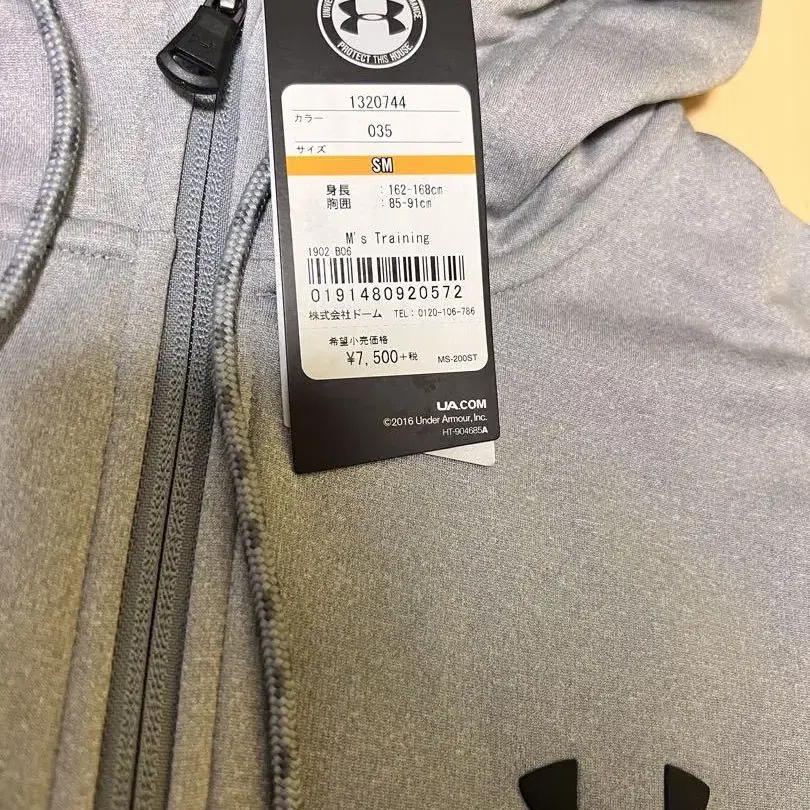 PROTECT THIS HOUSE
1320744
カラー
035
サイズ
SM
身長 :162-168cm
胸囲 :85-91cm
M's Training
1902 B06
0191480920572
株式会社ドーム TEL:0120-106-786
希望小売価格
¥7,500+税 MS-200ST
UA.COM
©2016 Under Armour, Inc.
HT-904685A